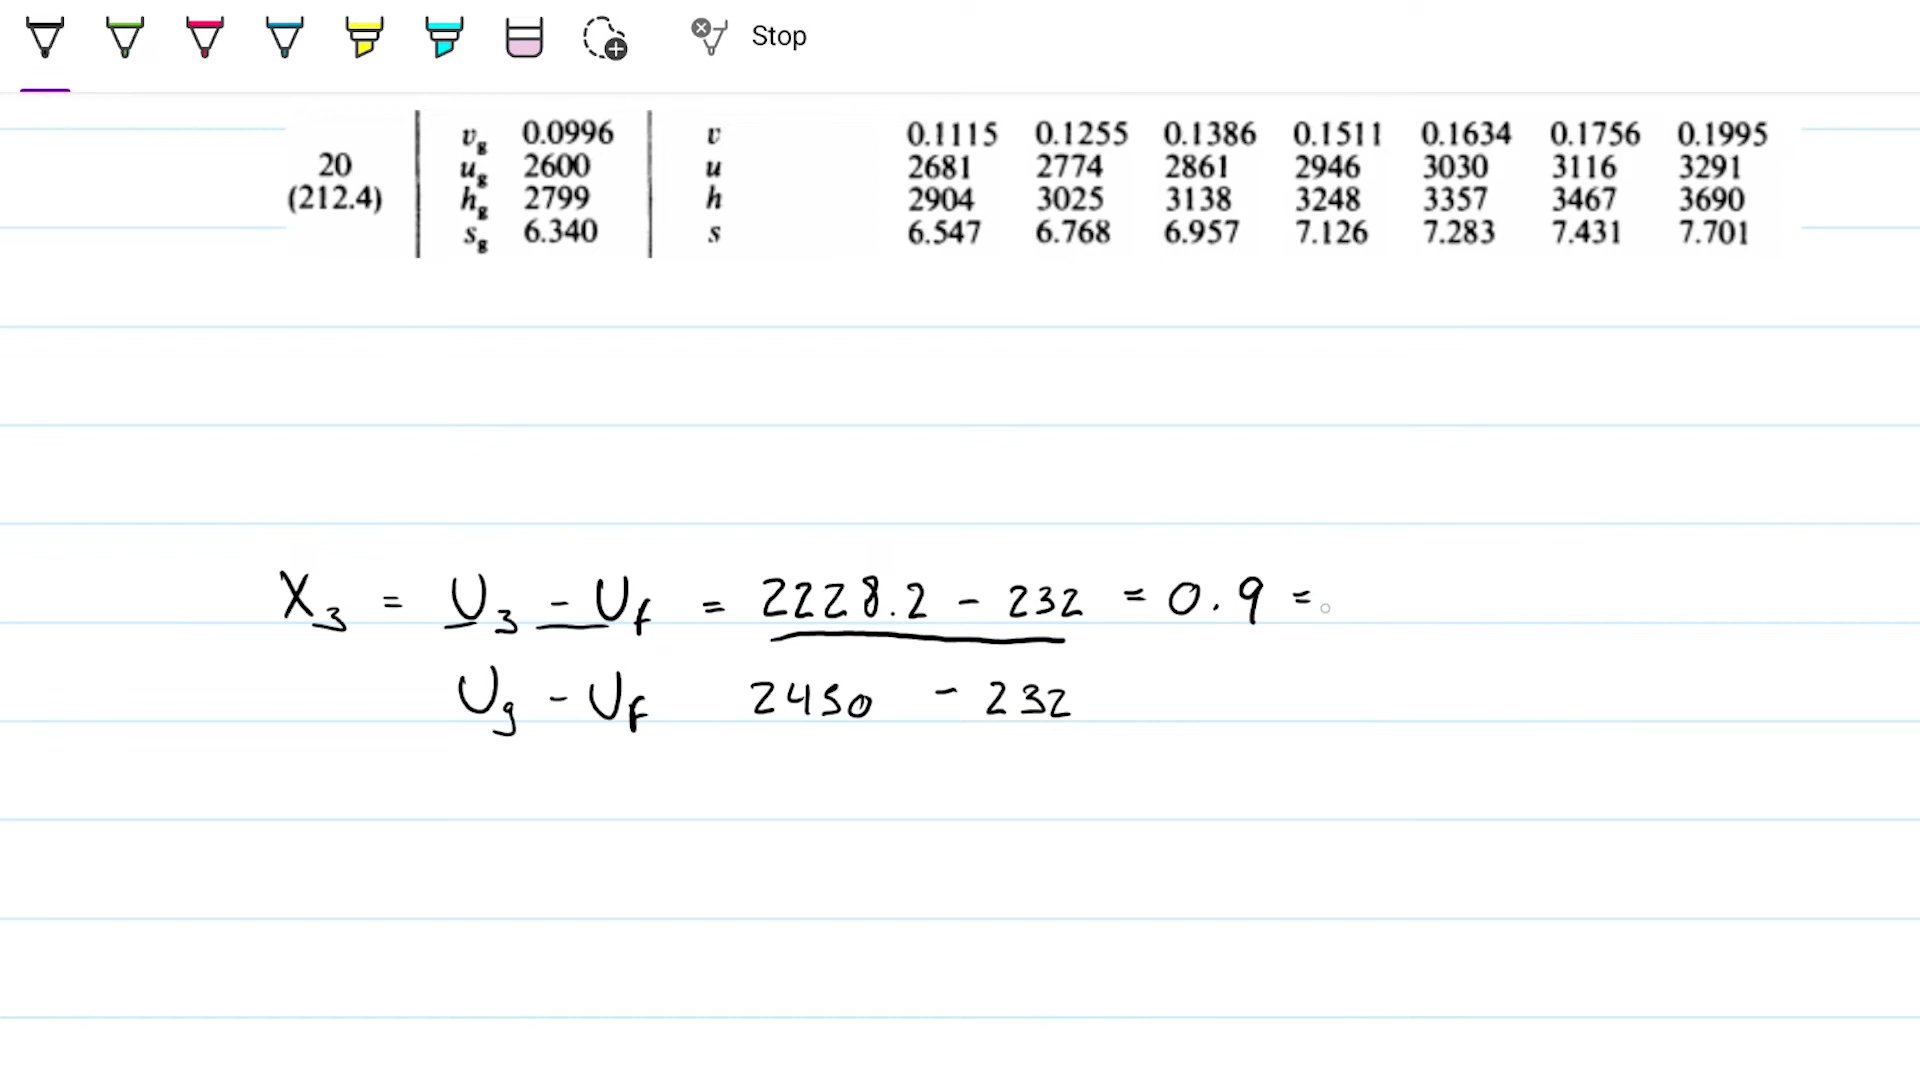 Stop
v_g 0.0996 v 0.1115 0.1255 0.1386 0.1511 0.1634 0.1756 0.1995
20 u_g 2600 u 2681 2774 2861 2946 3030 3116 3291
(212.4) h_g 2799 h 2904 3025 3138 3248 3357 3467 3690
s_g 6.340 s 6.547 6.768 6.957 7.126 7.283 7.431 7.701
X_3 = U_3 - U_f = 2228.2 - 232 = 0.9 =
U_g - U_f 2450 - 232